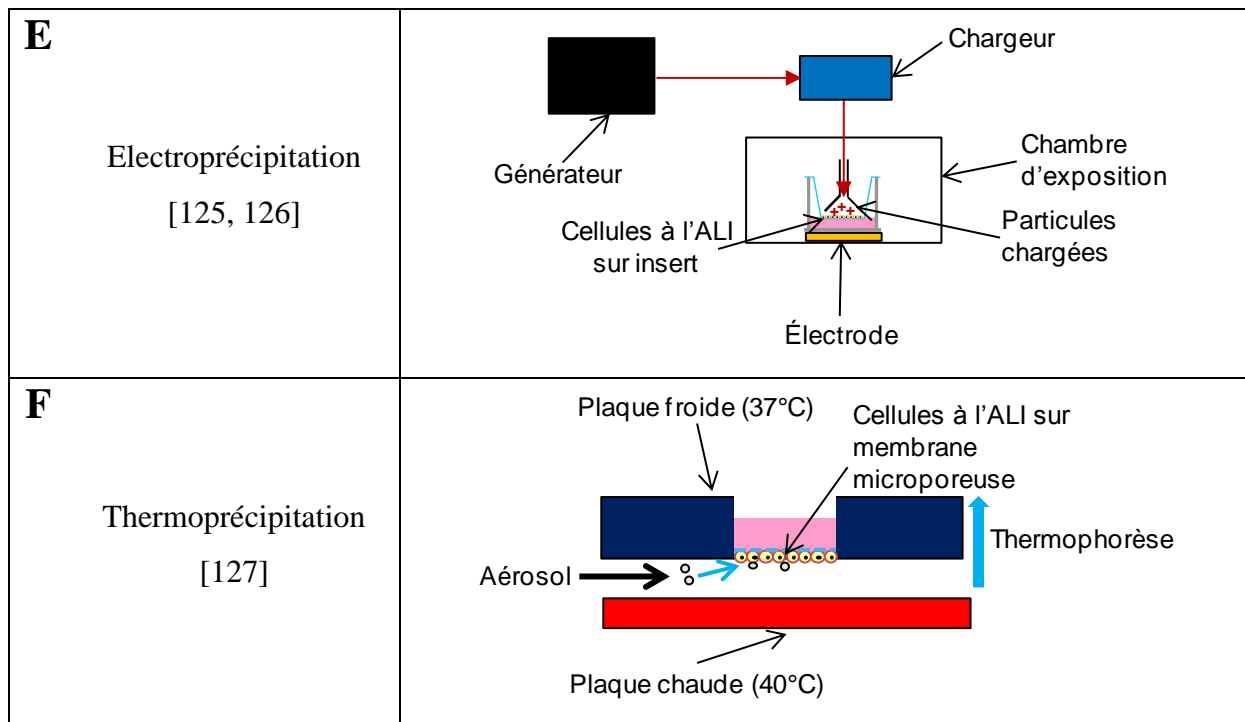 E
Electroprécipitation
[125, 126]
Chargeur
Générateur
Chambre
d'exposition
Cellules à l'ALI
sur insert
Particules
chargées
Électrode
F
Thermoprécipitation
[127]
Plaque froide (37°C)
Cellules à l'ALI sur
membrane
microporeuse
Thermophorèse
Aérosol
Plaque chaude (40°C)